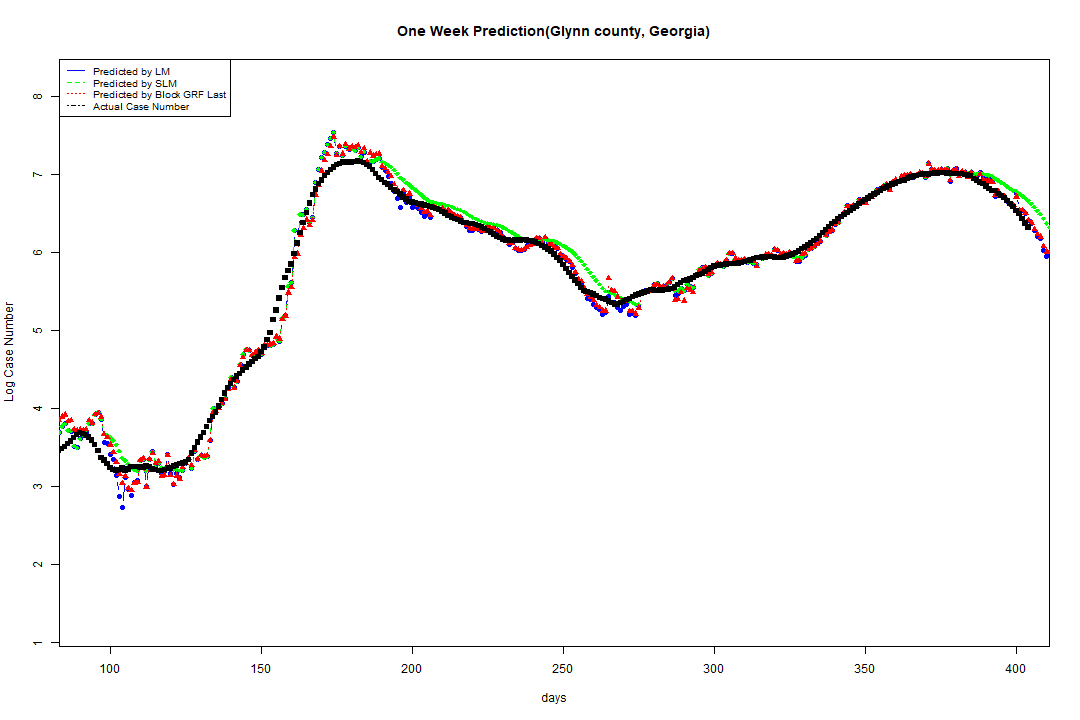 One Week Prediction(Glynn county, Georgia)
Predicted by LM
Predicted by SLM
Predicted by Block GRF Last
Actual Case Number
8
7
6
5
4
3
2
1
Log Case Number
100 150 200 250 300 350 400
days